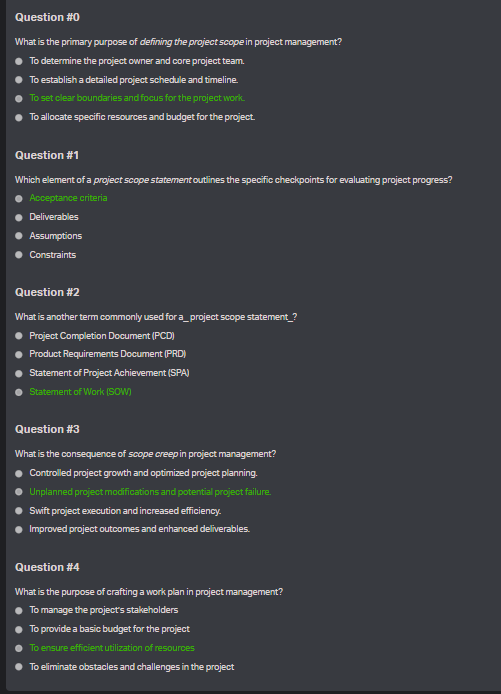 Question #0
What is the primary purpose of defining the project scope in project management?
To determine the project owner and core project team.
To establish a detailed project schedule and timeline.
To set clear boundaries and focus for the project work.
To allocate specific resources and budget for the project.
Question #1
Which element of a project scope statement outlines the specific checkpoints for evaluating project progress?
Acceptance criteria
Deliverables
Assumptions
Constraints
Question #2
What is another term commonly used for a_ project scope statement_?
Project Completion Document (PCD)
Product Requirements Document (PRD)
Statement of Project Achievement (SPA)
Statement of Work (SOW)
Question #3
What is the consequence of scope creep in project management?
Controlled project growth and optimized project planning.
Unplanned project modifications and potential project failure.
Swift project execution and increased efficiency.
Improved project outcomes and enhanced deliverables.
Question #4
What is the purpose of crafting a work plan in project management?
To manage the project's stakeholders
To provide a basic budget for the project
To ensure efficient utilization of resources
To eliminate obstacles and challenges in the project